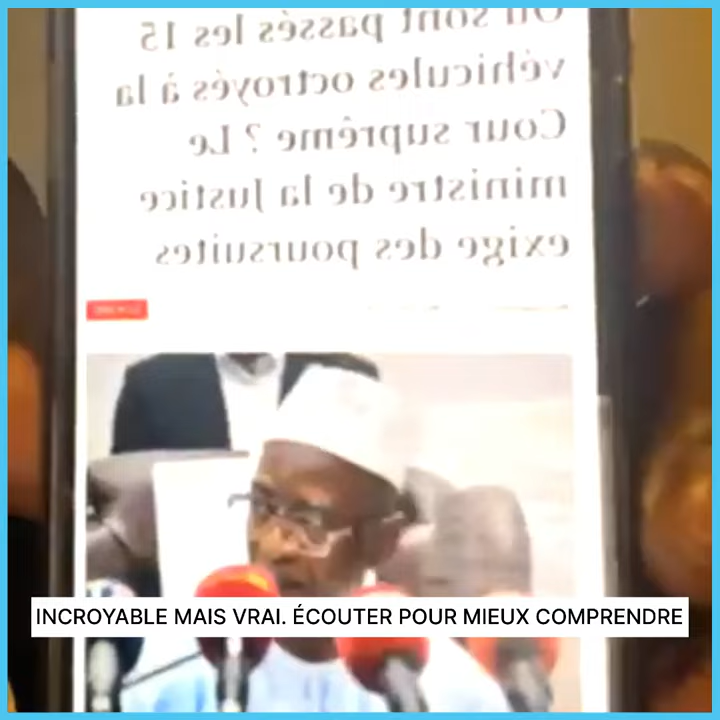 Où sont passés les 15
véhicules octroyés à la
Cour suprême ? Le
ministre de la Justice
exige des poursuites
INCROYABLE MAIS VRAI. ÉCOUTER POUR MIEUX COMPRENDRE